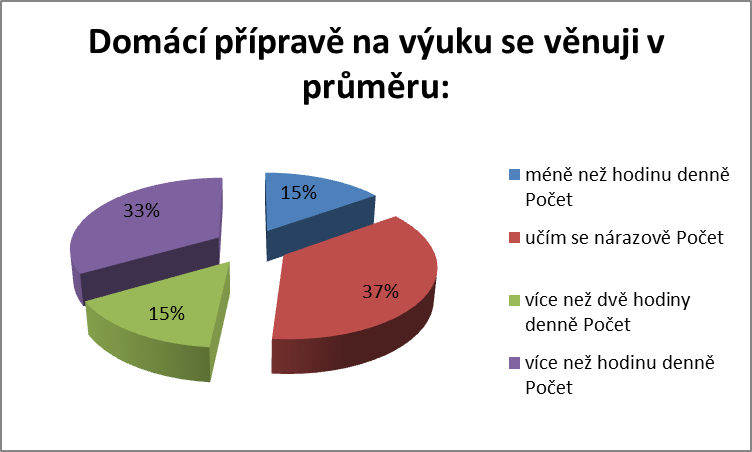 Domácí přípravě na výuku se věnuji v
průměru:
15%
37%
15%
33%
méně než hodinu denně
Počet
učím se nárazově Počet
více než dvě hodiny
denně Počet
více než hodinu denně
Počet